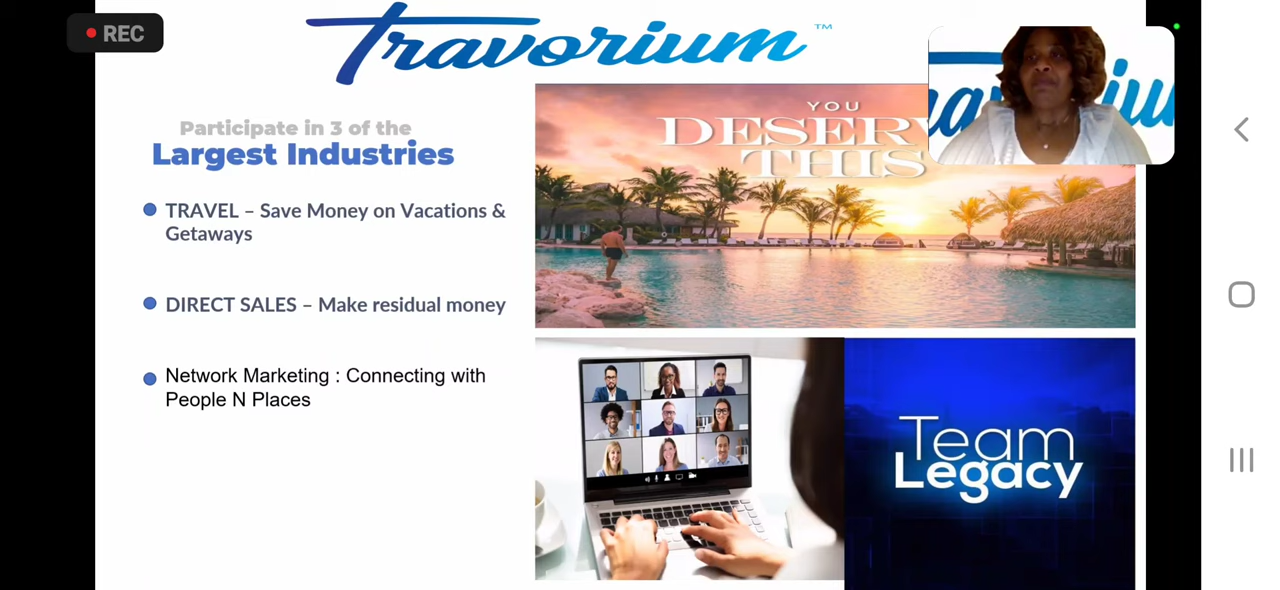 REC
Travorium™
Participate in 3 of the
Largest Industries
TRAVEL – Save Money on Vacations &
Getaways
DIRECT SALES – Make residual money
Network Marketing : Connecting with
People N Places
YOU
THIS
Team
Legacy